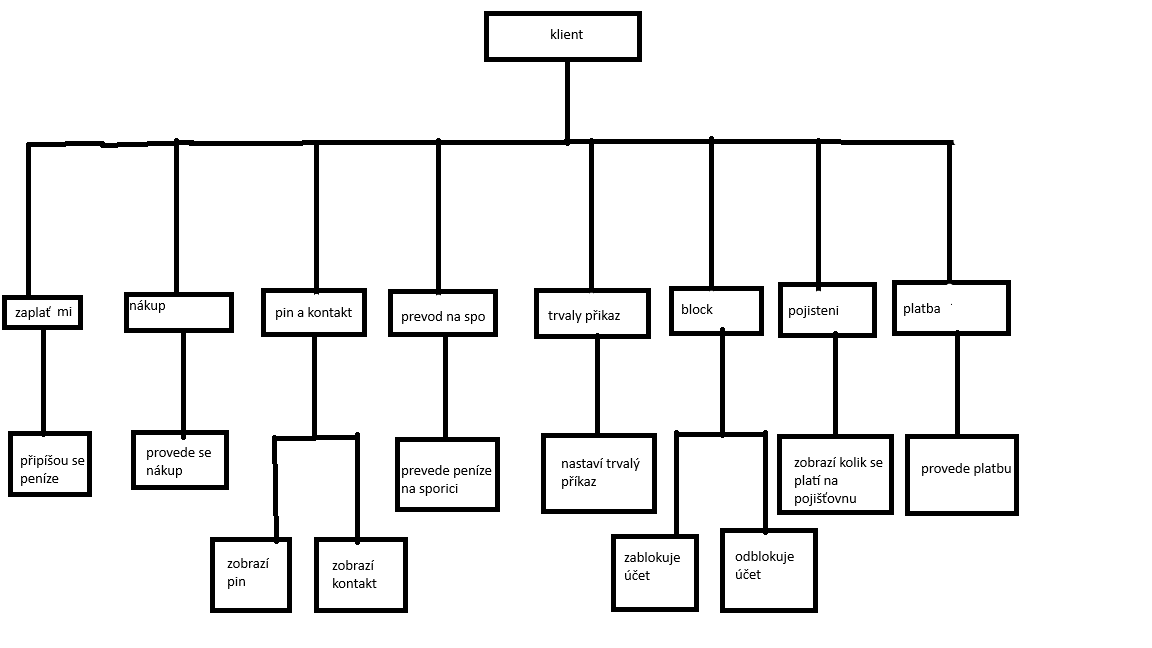 klient
zaplať mi
nákup
pin a kontakt
prevod na spo
trvaly přikaz
block
pojisteni
platba
připíšou se
peníze
provede se
nákup
zobrazí
pin
zobrazí
kontakt
prevede peníze
na sporici
nastaví trvalý
příkaz
zablokuje
účet
odblokuje
účet
zobrazí kolik se
platí na
pojišťovnu
provede platbu